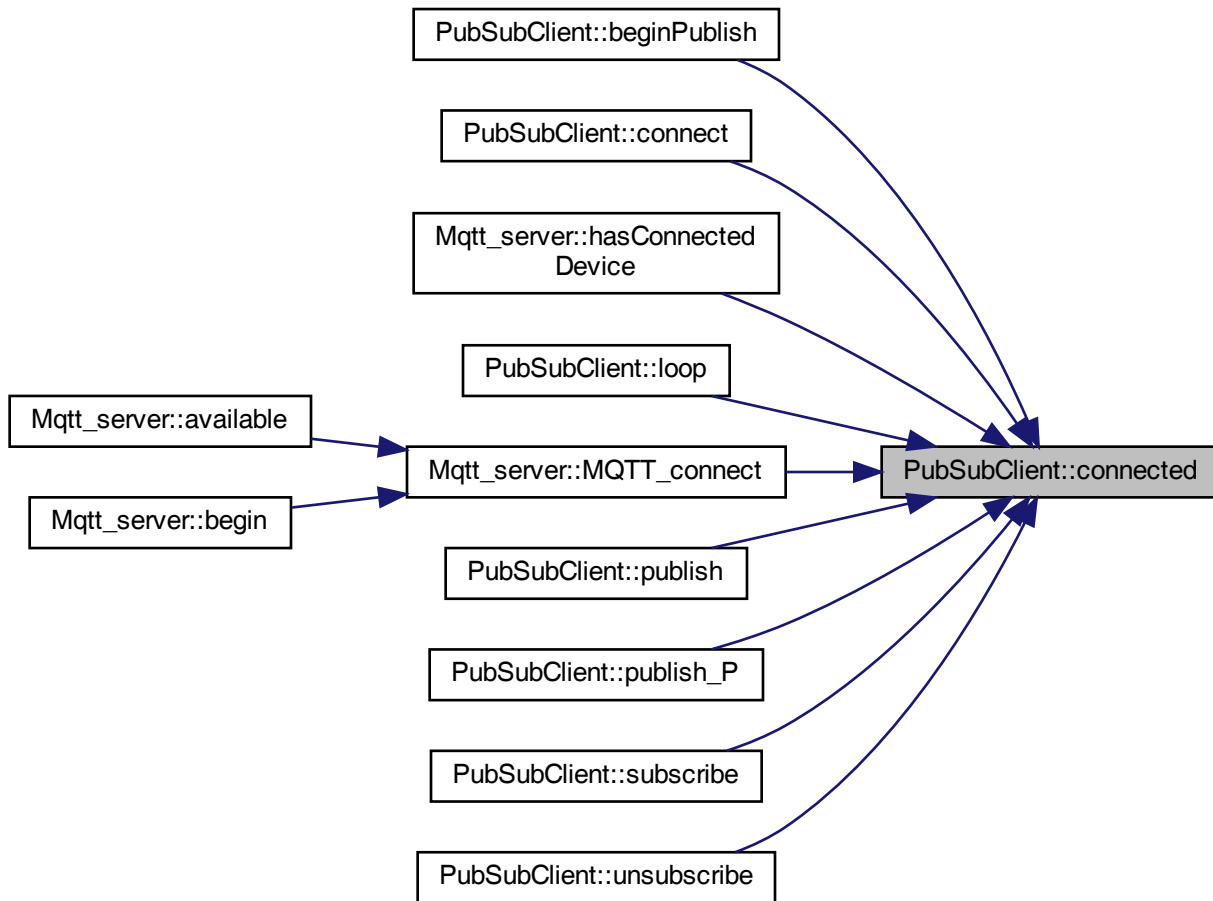 PubSubClient::beginPublish
PubSubClient::connect
Mqtt_server::hasConnected
Device
PubSubClient::loop
Mqtt_server::available
Mqtt_server::MQTT_connect
PubSubClient::connected
Mqtt_server::begin
PubSubClient::publish
PubSubClient::publish_P
PubSubClient::subscribe
PubSubClient::unsubscribe